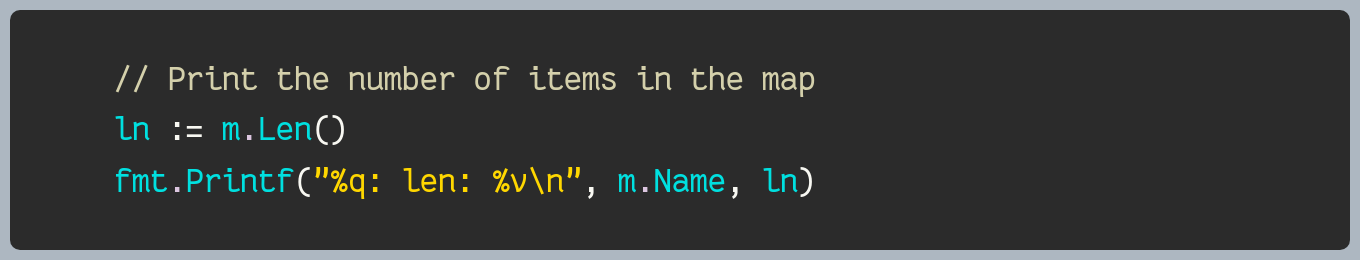 // Print the number of items in the map
ln := m.Len()
fmt.Printf("%q: len: %v\n", m.Name, ln)